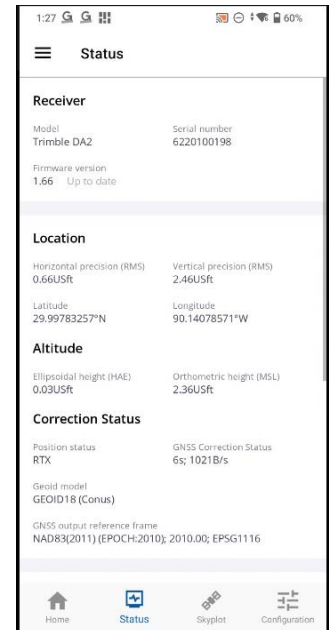 1:27 G G 60%
Status
Receiver
Model Serial number
Trimble DA2 6220100198
Firmware version
1.66 Up to date
Location
Horizontal precision (RMS) Vertical precision (RMS)
0.66USft 2.46USft
Latitude Longitude
29.99783257°N 90.14078571°W
Altitude
Ellipsoidal height (HAE) Orthometric height (MSL)
0.03USft 2.36USft
Correction Status
Position status GNSS Correction Status
RTX 6s; 1021B/s
Geoid model
GEOID18 (Conus)
GNSS output reference frame
NAD83(2011) (EPOCH:2010); 2010.00; EPSG1116
Home Status Skyplot Configuration